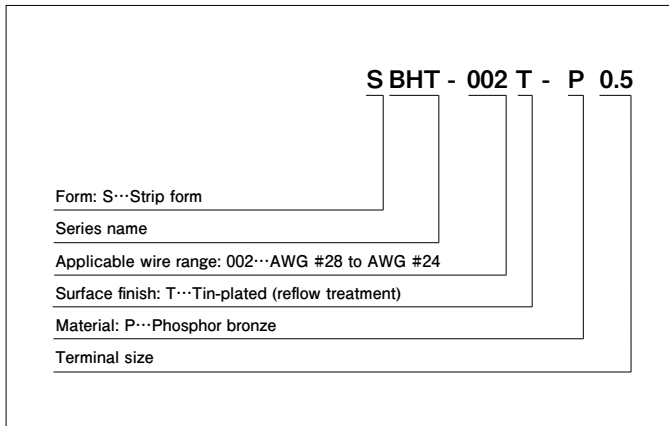 S BHT - 002 T - P 0.5
Form: S⋯Strip form
Series name
Applicable wire range: 002⋯AWG #28 to AWG #24
Surface finish: T⋯Tin-plated (reflow treatment)
Material: P⋯Phosphor bronze
Terminal size